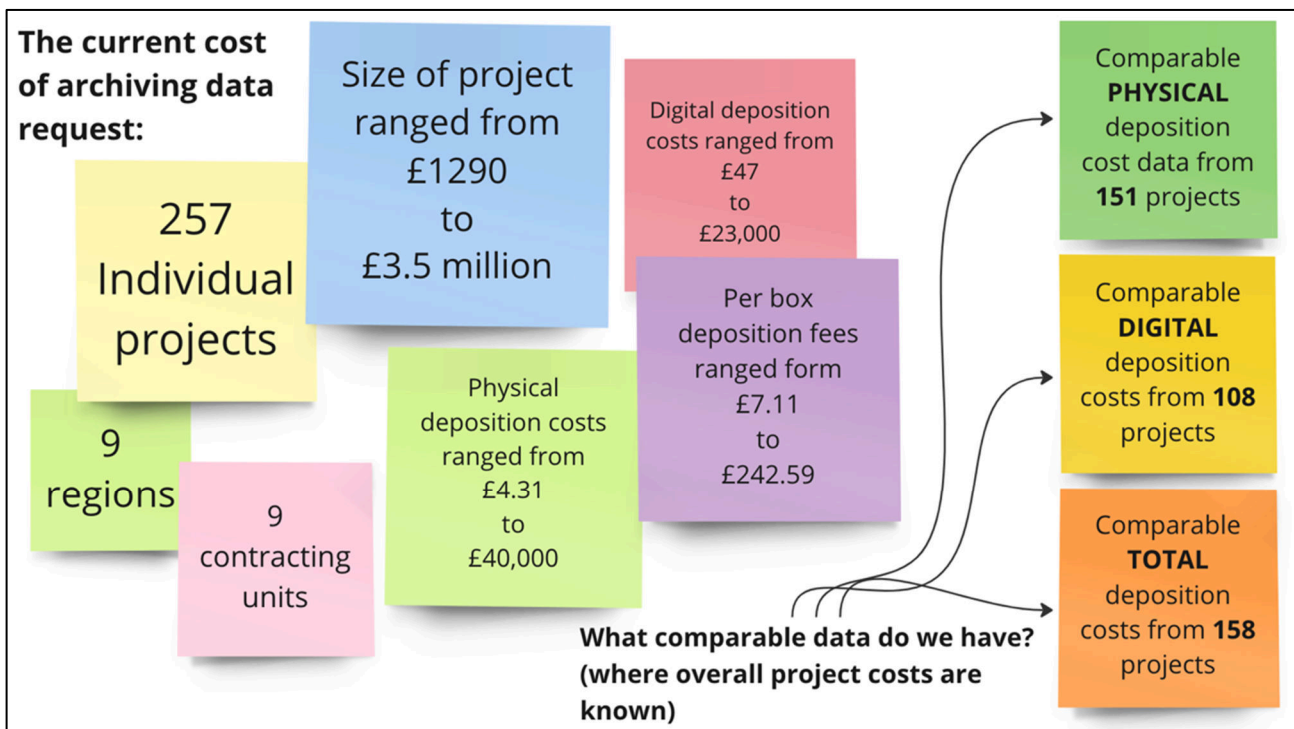 The current cost
of archiving data
request:
257
Individual
projects
Size of project
ranged from
£1290
to
£3.5 million
Digital deposition
costs ranged from
£47
to
£23,000
9
regions
9
contracting
units
Physical
deposition costs
ranged from
£4.31
to
£40,000
Per box
deposition fees
ranged form
£7.11
to
£242.59
What comparable data do we have?
(where overall project costs are
known)
Comparable
PHYSICAL
deposition
cost data from
151 projects
Comparable
DIGITAL
deposition
costs from 108
projects
Comparable
TOTAL
deposition
costs from 158
projects